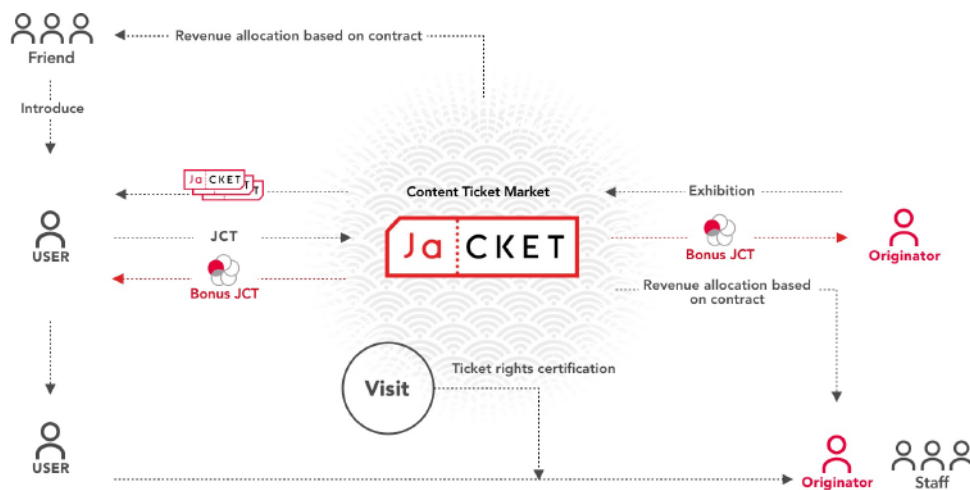 Revenue allocation based on contract
Friend
Introduce
Ja CKET
Content Ticket Market
Exhibition
USER
JCT
Ja CKET
Bonus JCT
Originator
Bonus JCT
Revenue allocation based
on contract
Ticket rights certification
Visit
USER
Originator
Staff